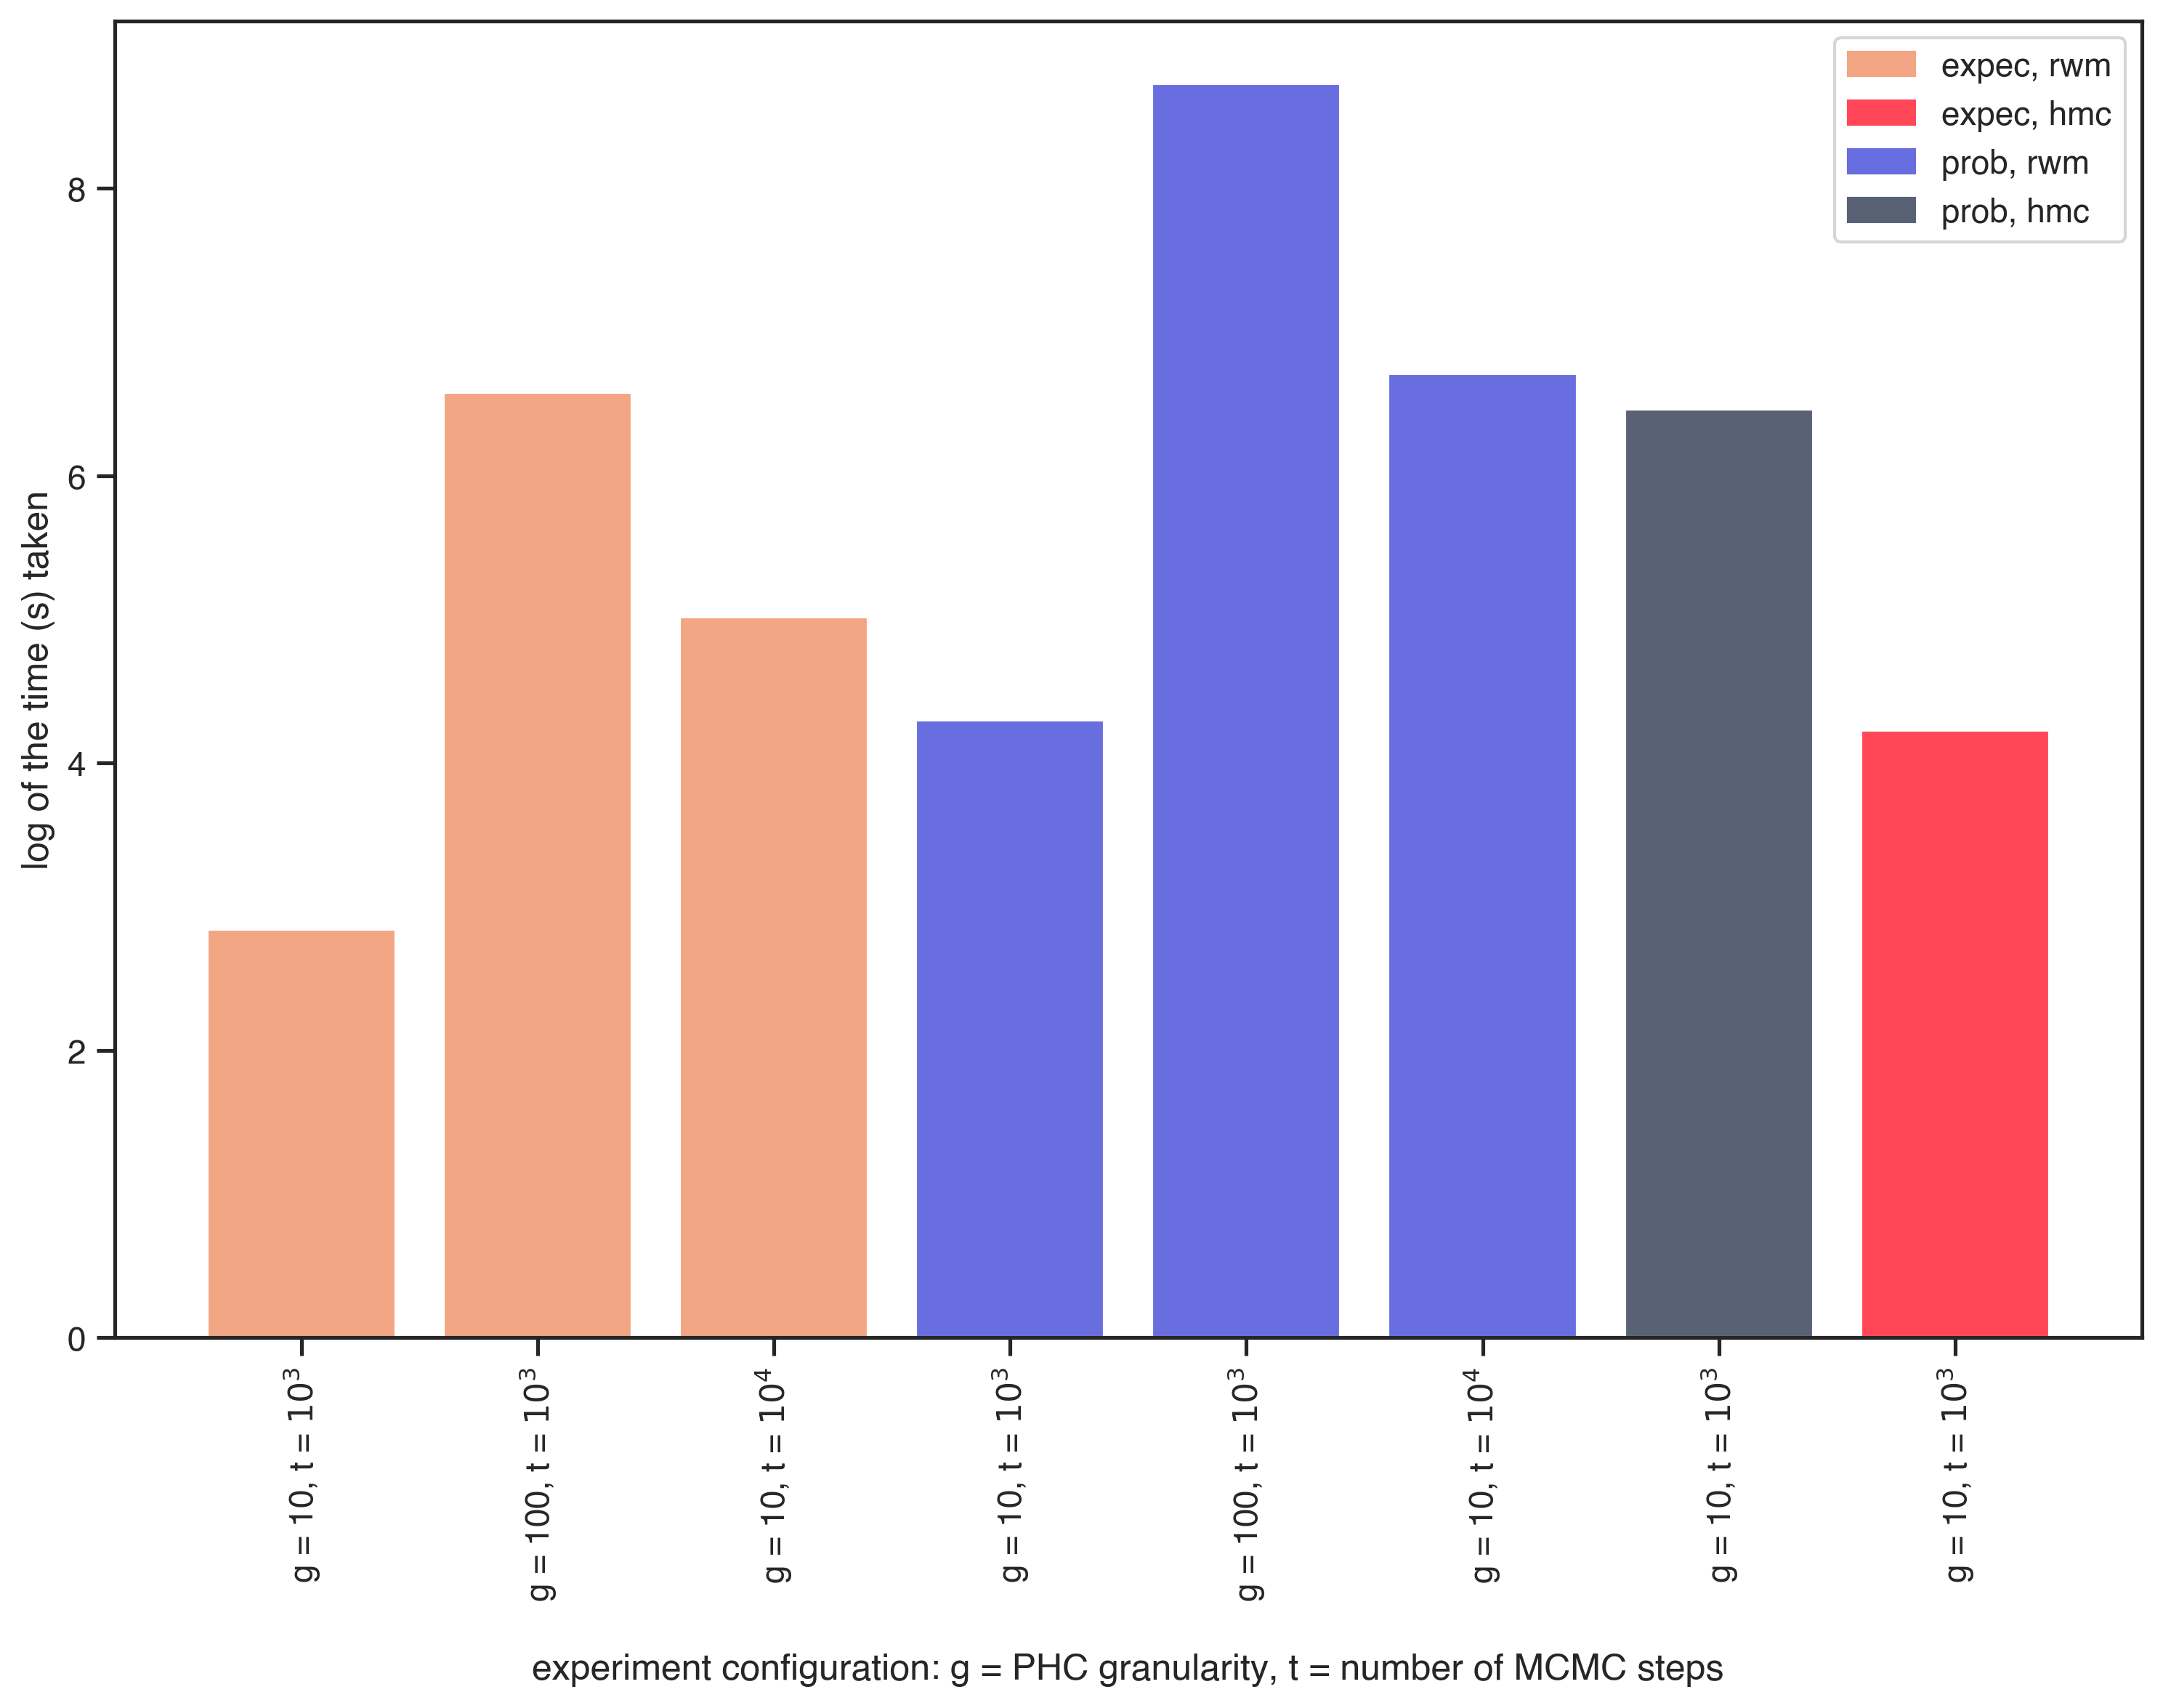 expec, rwm
expec, hmc
prob, rwm
prob, hmc
8
6
4
2
0
log of the time (s) taken
g = 10, t = 10³
g = 100, t = 10³
g = 10, t = 10⁴
g = 10, t = 10³
g = 100, t = 10³
g = 10, t = 10⁴
g = 10, t = 10³
g = 10, t = 10³
experiment configuration: g = PHC granularity, t = number of MCMC steps